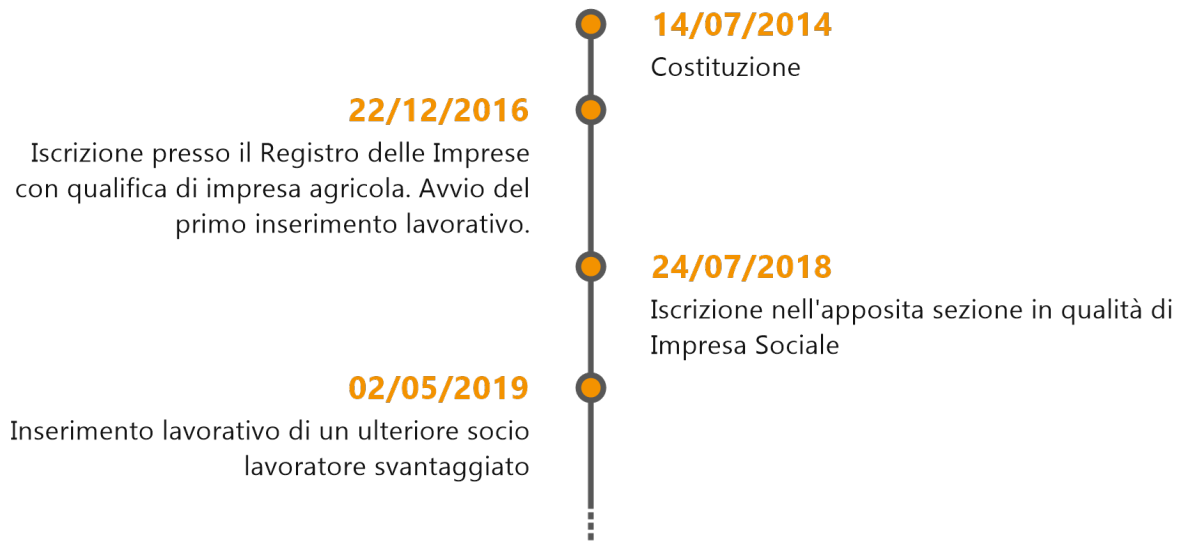 14/07/2014
Costituzione
22/12/2016
Iscrizione presso il Registro delle Imprese
con qualifica di impresa agricola. Avvio del
primo inserimento lavorativo.
24/07/2018
Iscrizione nell'apposita sezione in qualità di
Impresa Sociale
02/05/2019
Inserimento lavorativo di un ulteriore socio
lavoratore svantaggiato